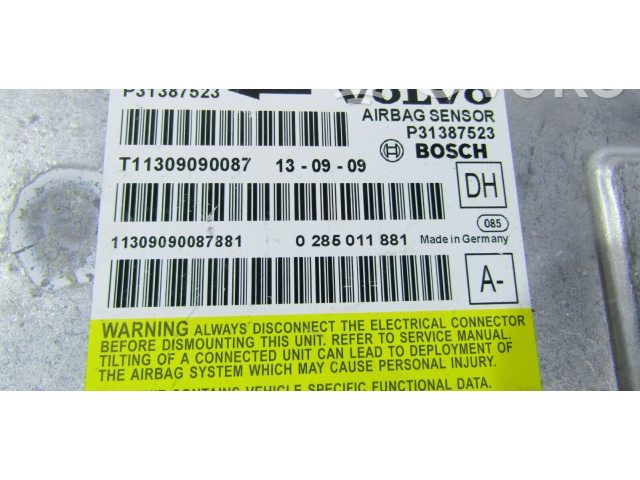 P31387523
VOLVO
AIRBAG SENSOR
P31387523
T11309090087 13 - 09 - 09
BOSCH
DH
085
11309090087881 0 285 011 881 Made in Germany
A-
WARNING ALWAYS DISCONNECT THE ELECTRICAL CONNECTOR
BEFORE DISMOUNTING THIS UNIT. REFER TO SERVICE MANUAL.
TILTING OF A CONNECTED UNIT CAN LEAD TO DEPLOYMENT OF
THE AIRBAG SYSTEM WHICH MAY CAUSE PERSONAL INJURY.
UNIT CONTAINS VEHICLE SPECIFIC FUNCTIONAL DATA.